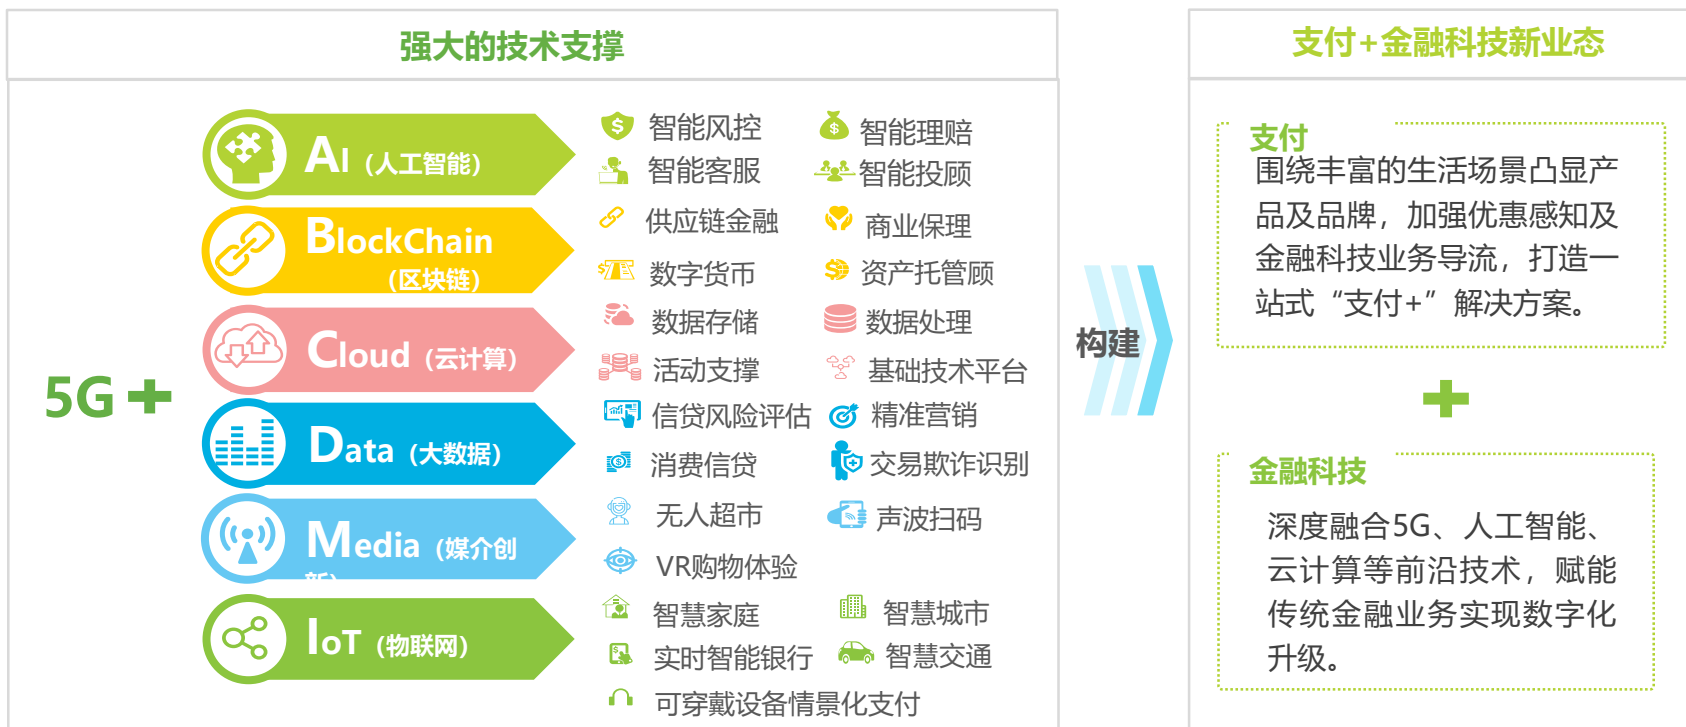 强大的技术支撑
支付+金融科技新业态
5G+
AI（人工智能）
智能风控
智能理赔
智能客服
智能投顾
BlockChain
（区块链）
供应链金融
商业保理
数字货币
资产托管顾
Cloud（云计算）
数据存储
数据处理
活动支撑
基础技术平台
Data（大数据）
信贷风险评估
精准营销
消费信贷
交易欺诈识别
Media（媒介创
新）
无人超市
声波扫码
VR购物体验
IoT（物联网）
智慧家庭
智慧城市
实时智能银行
智慧交通
可穿戴设备情景化支付
构建
支付
围绕丰富的生活场景凸显产
品及品牌，加强优惠感知及
金融科技业务导流，打造一
站式“支付+”解决方案。
+
金融科技
深度融合5G、人工智能、
云计算等前沿技术，赋能
传统金融业务实现数字化
升级。